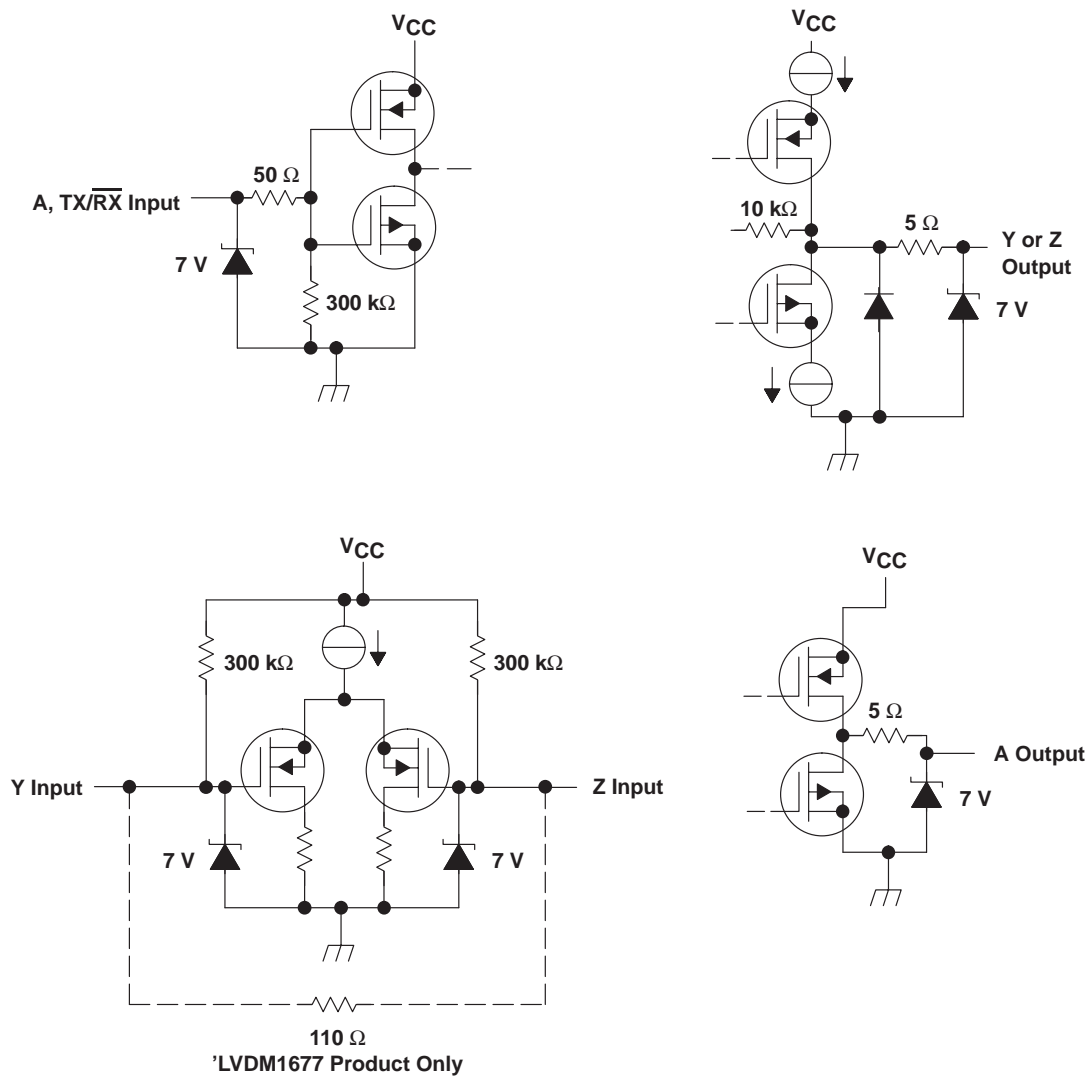 VCC
50 Ω
A, TX/RX Input
7 V
300 kΩ
VCC
10 kΩ
5 Ω
Y or Z
Output
7 V
VCC
300 kΩ
300 kΩ
Y Input
Z Input
7 V
7 V
110 Ω
’LVDM1677 Product Only
VCC
5 Ω
A Output
7 V